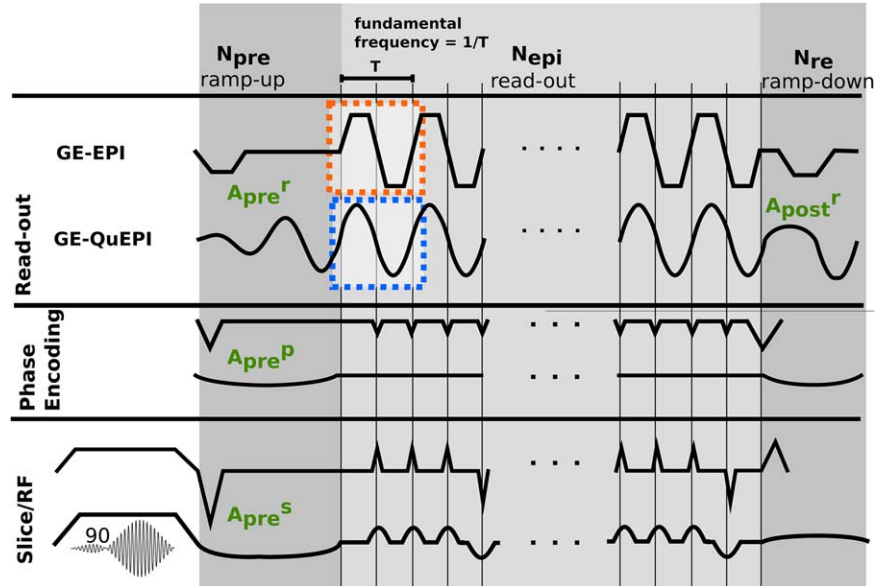 fundamental
frequency = 1/T
T
Npre
ramp-up
Nepi
read-out
Nre
ramp-down
Read-out
GE-EPI
Apre^r
Apost^r
. . . .
GE-QuEPI
. . . .
Phase
Encoding
Apre^p
. . .
. . .
Slice/RF
Apre^s
90
. . .
. . .